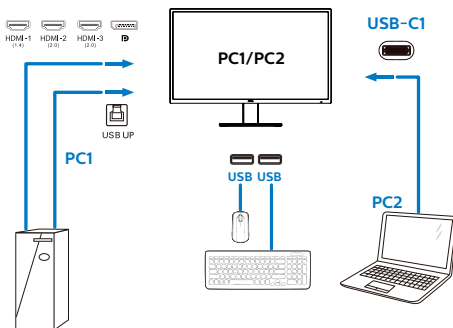 HDMI-1 HDMI-2 HDMI-3
(1.4) (2.0) (2.0)
USB-C1
PC1/PC2
USB UP
PC1
USB USB
PC2